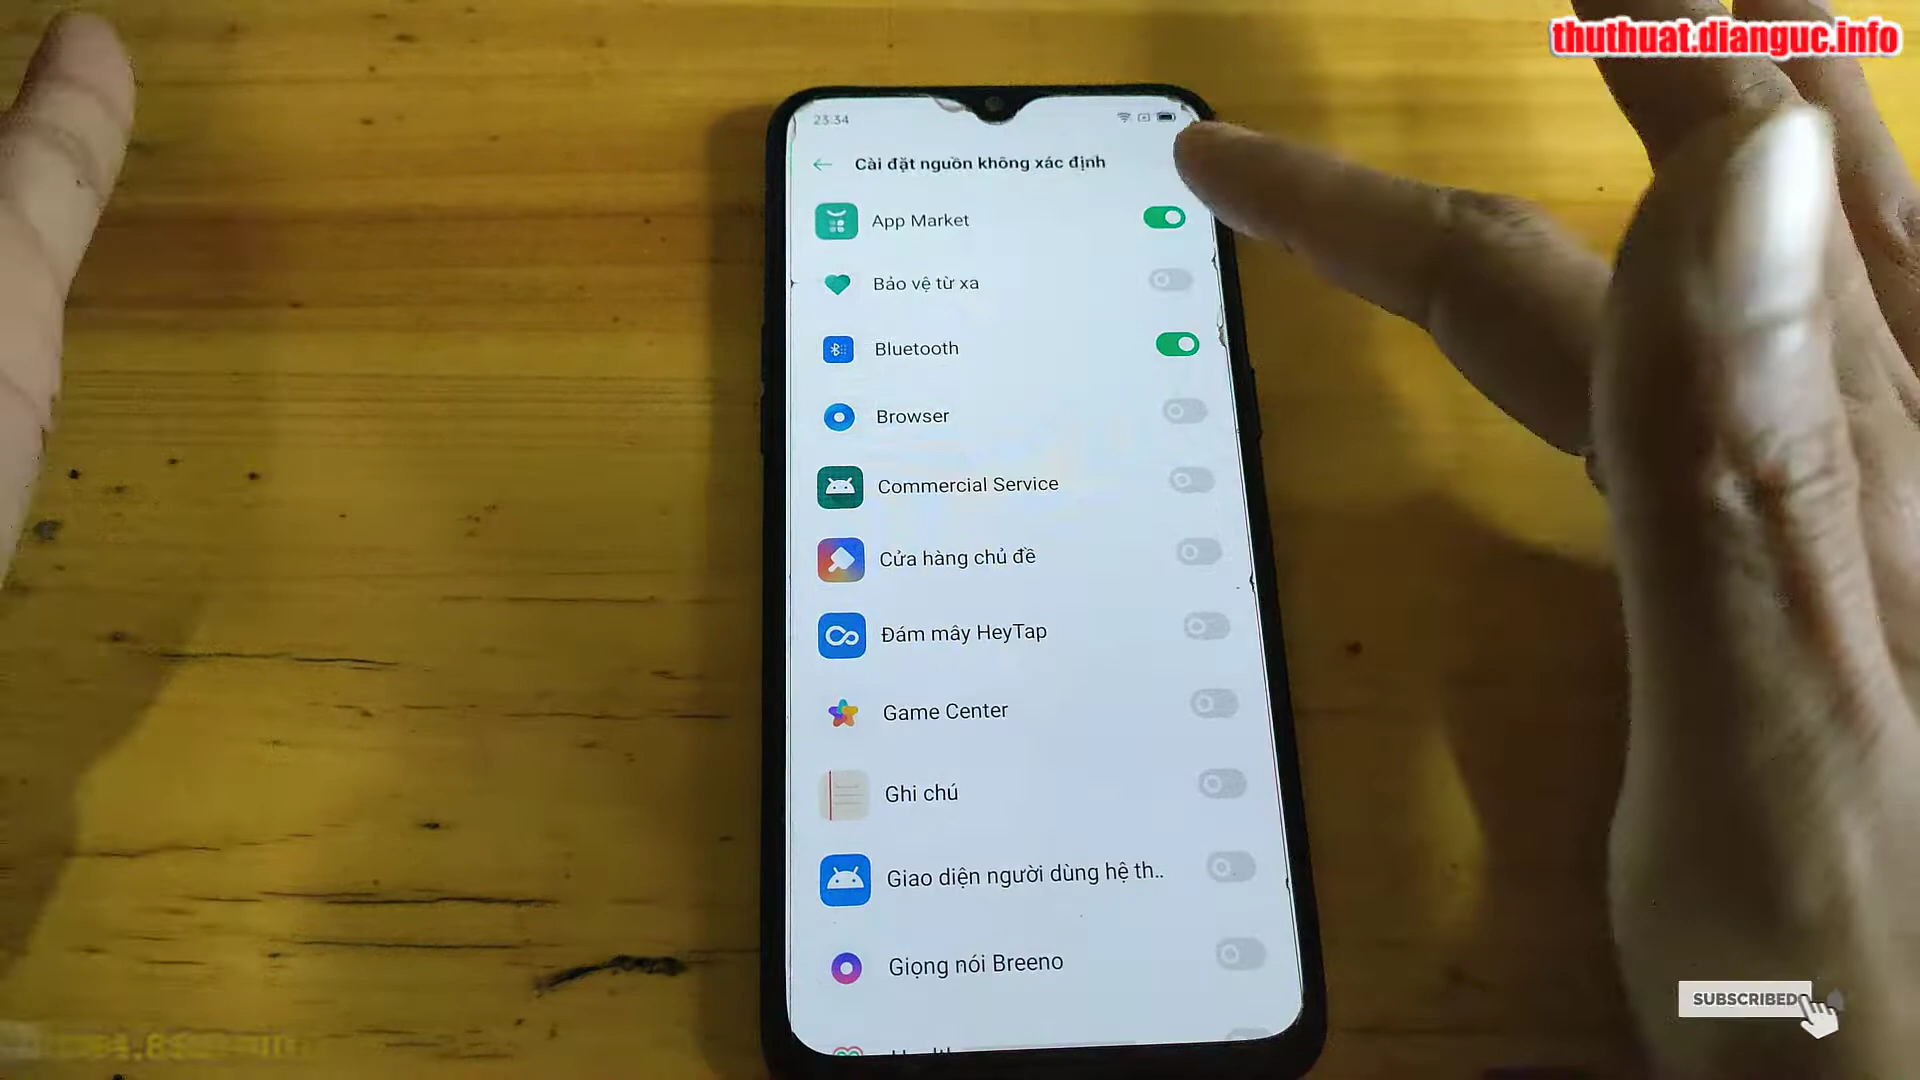 thuthuat.dianguc.info
23:34
Cài đặt nguồn không xác định
App Market
Bảo vệ từ xa
Bluetooth
Browser
Commercial Service
Cửa hàng chủ đề
Đám mây HeyTap
Game Center
Ghi chú
Giao diện người dùng hệ th..
Giọng nói Breeno
SUBSCRIBED